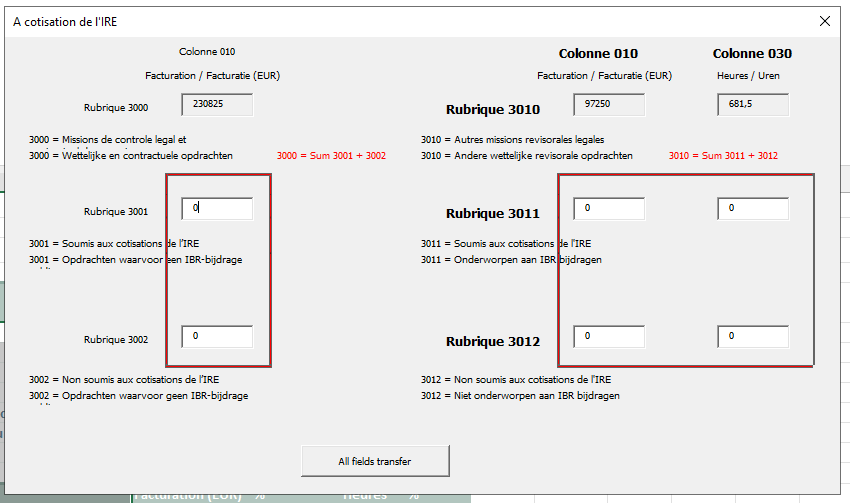 A cotisation de l'IRE
Colonne 010
Colonne 010 Colonne 030
Facturation / Facturatie (EUR)
Facturation / Facturatie (EUR) Heures / Uren
Rubrique 3000 230825
Rubrique 3010 97250 681,5
3000 = Missions de controle legal et
3010 = Autres missions revisorales legales
3000 = Wettelijke en contractuele opdrachten 3000 = Sum 3001 + 3002
3010 = Andere wettelijke revisorale opdrachten 3010 = Sum 3011 + 3012
Rubrique 3001 0
Rubrique 3011 0 0
3001 = Soumis aux cotisations de l'IRE
3011 = Soumis aux cotisations de l'IRE
3001 = Opdrachten waarvoor een IBR-bijdrage
3011 = Onderworpen aan IBR bijdragen
Rubrique 3002 0
Rubrique 3012 0 0
3002 = Non soumis aux cotisations de l'IRE
3012 = Non soumis aux cotisations de l'IRE
3002 = Opdrachten waarvoor geen IBR-bijdrage
3012 = Niet onderworpen aan IBR bijdragen
All fields transfer
Facturation (EUR) % Heures %